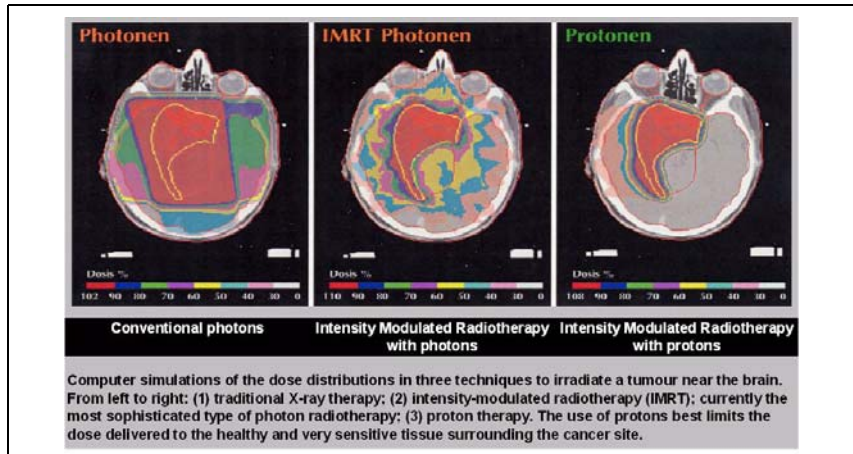 Photonen
IMRT Photonen
Protonen
Dosis %
102 90 80 70 60 50 40 30 0
Dosis %
110 90 80 70 60 50 40 30 0
Dosis %
108 90 80 70 60 50 40 30 0
Conventional photons
Intensity Modulated Radiotherapy
with photons
Intensity Modulated Radiotherapy
with protons
Computer simulations of the dose distributions in three techniques to irradiate a tumour near the brain.
From left to right: (1) traditional X-ray therapy; (2) intensity-modulated radiotherapy (IMRT); currently the
most sophisticated type of photon radiotherapy; (3) proton therapy. The use of protons best limits the
dose delivered to the healthy and very sensitive tissue surrounding the cancer site.